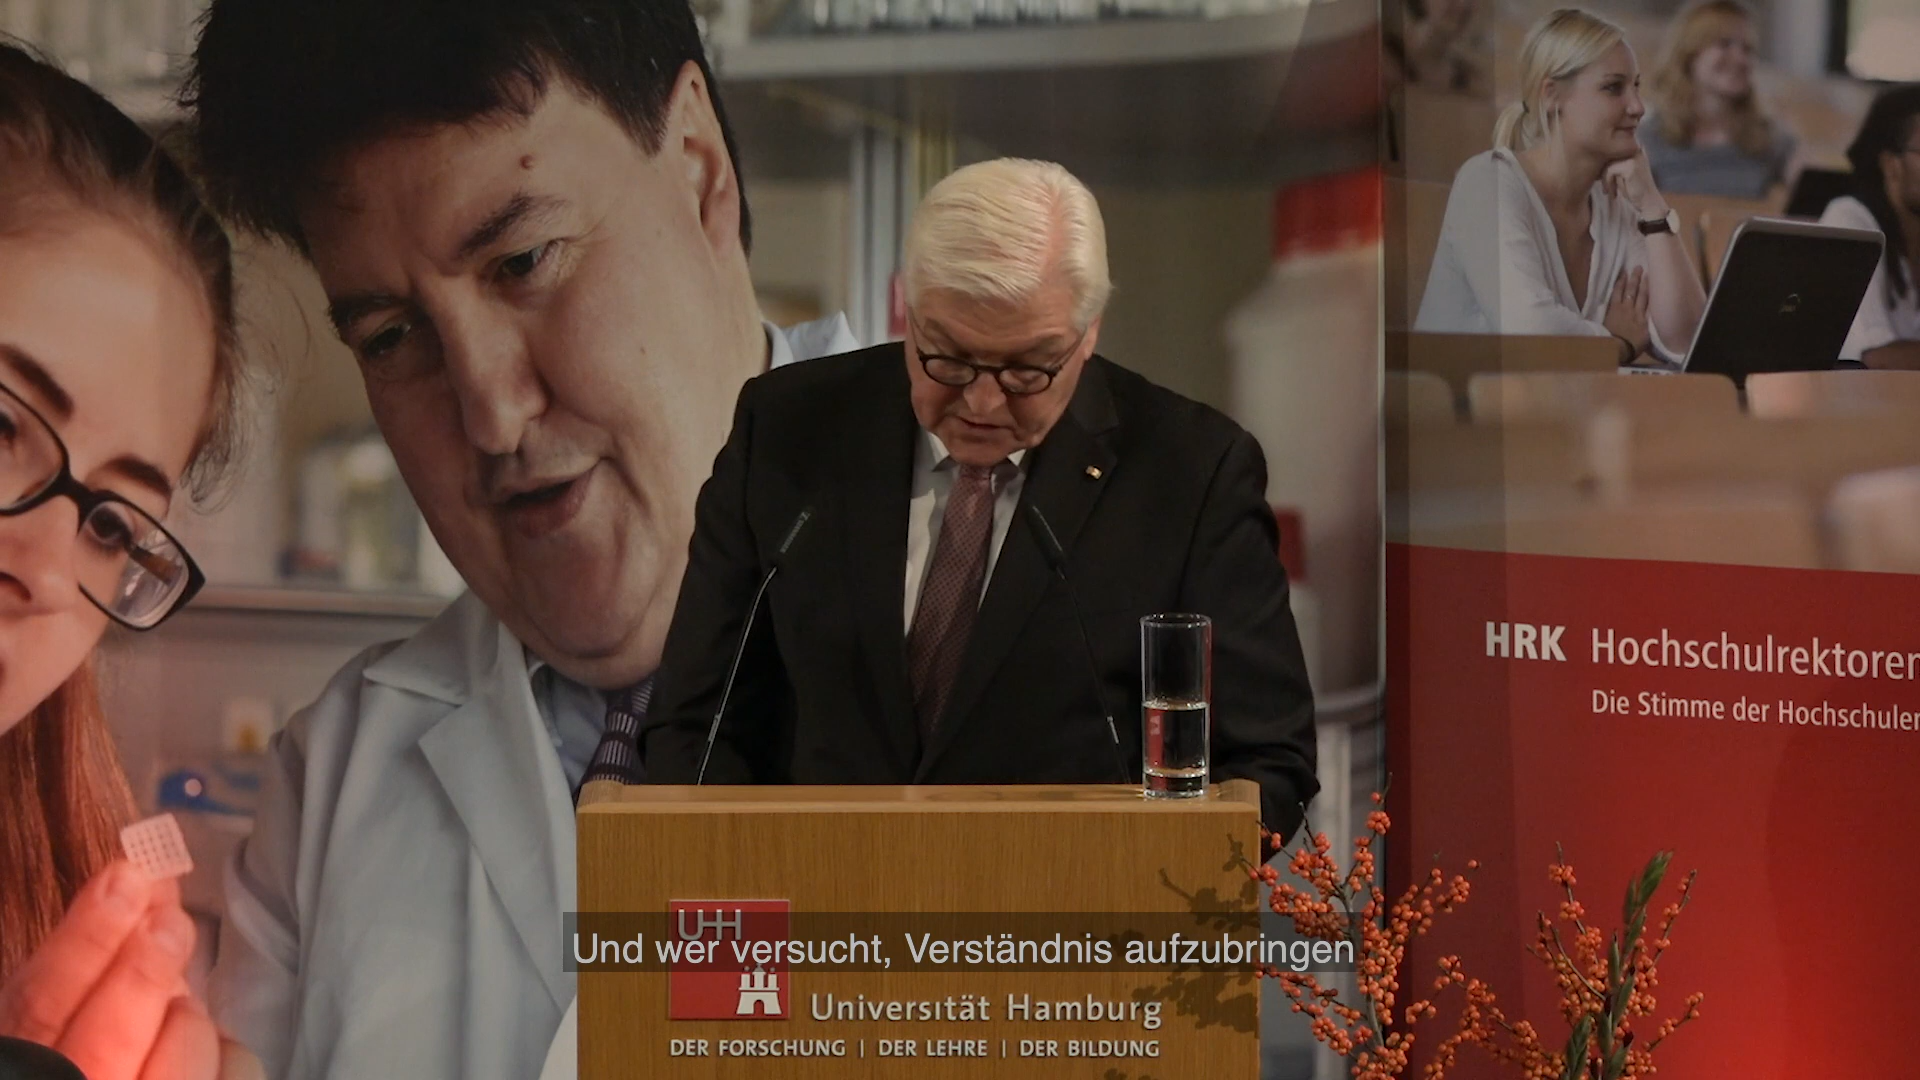 HRK Hochschulrektoren
Die Stimme der Hochschulen
UHH
Und wer versucht, Verständnis aufzubringen
Universität Hamburg
DER FORSCHUNG | DER LEHRE | DER BILDUNG